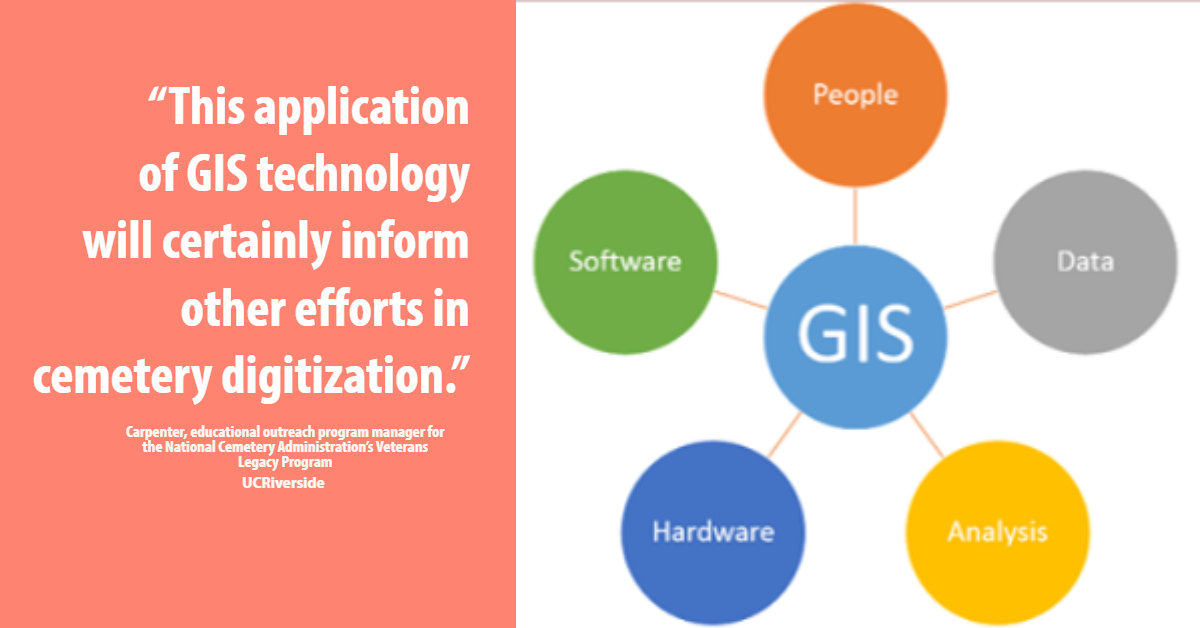 “This application
of GIS technology
will certainly inform
other efforts in
cemetery digitization.”
Carpenter, educational outreach program manager for
the National Cemetery Administration’s Veterans
Legacy Program
UCRiverside
People
Software
Data
GIS
Hardware
Analysis